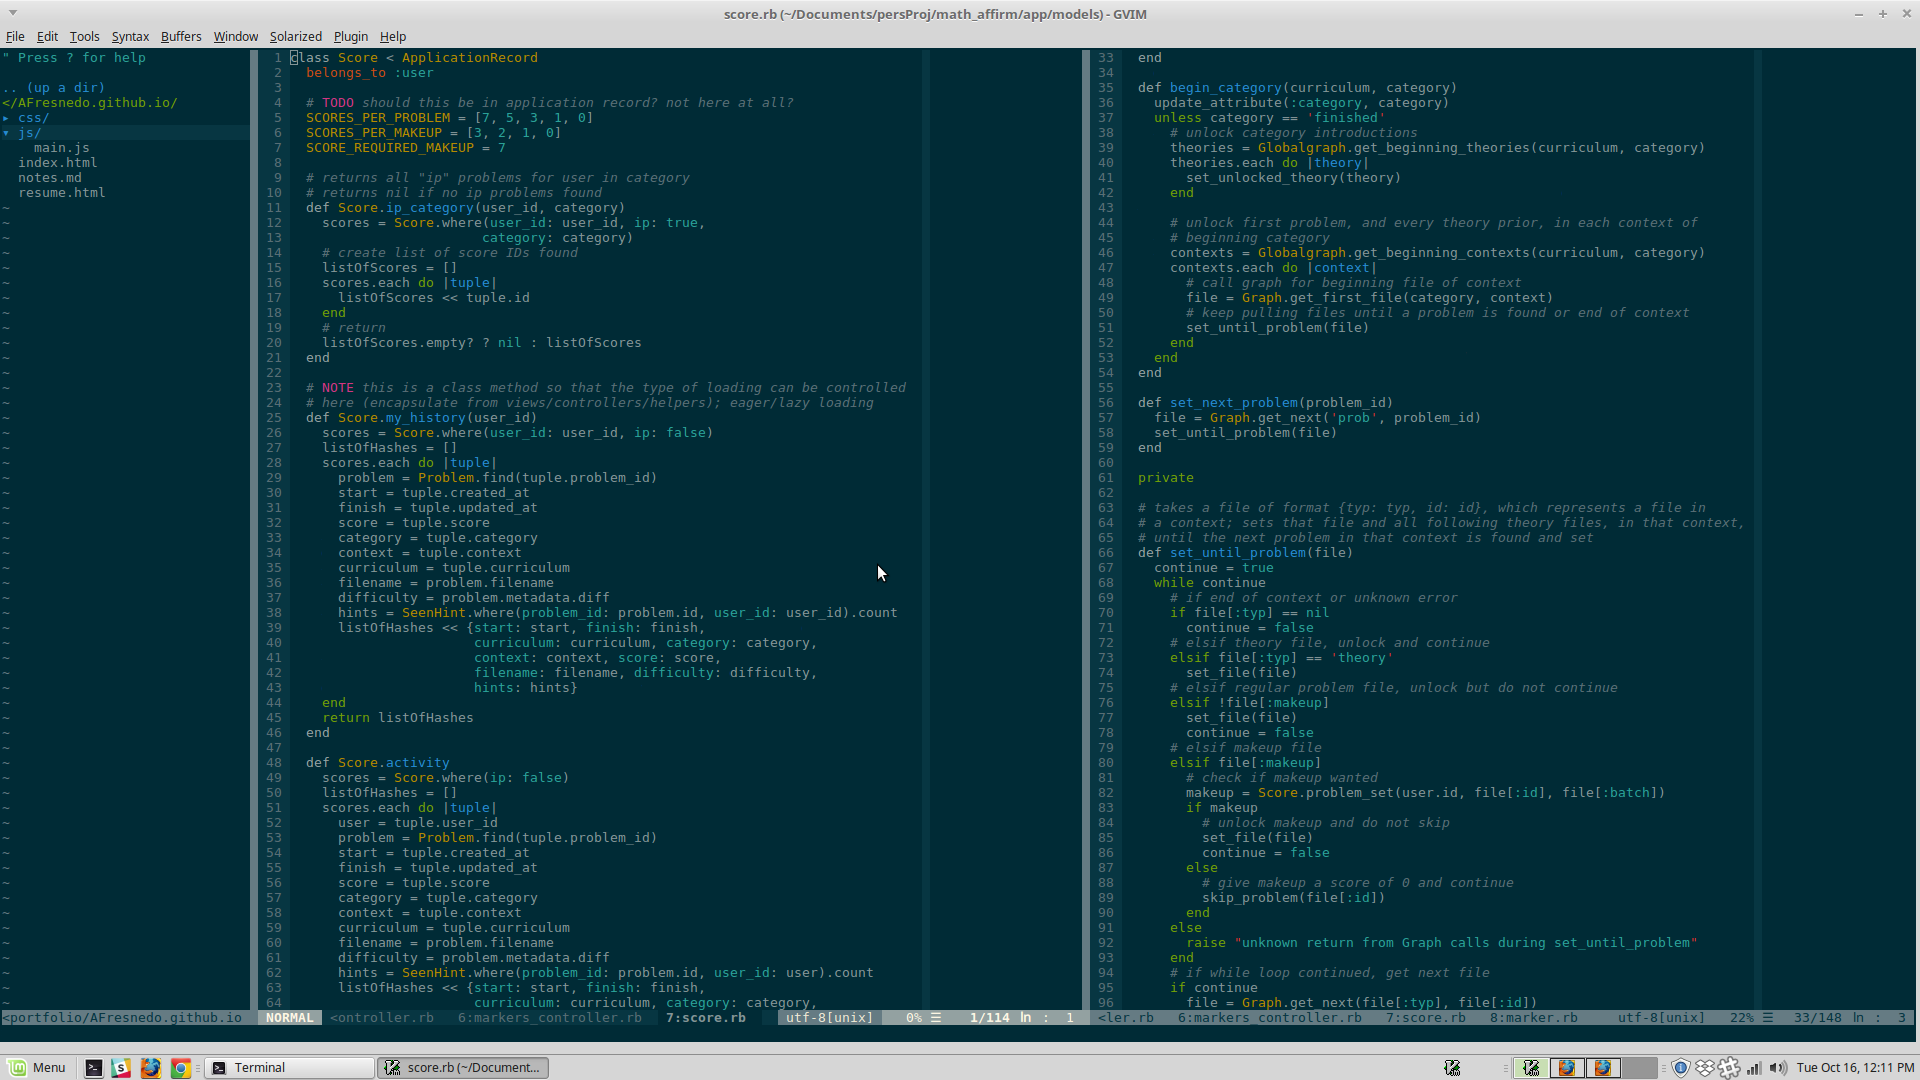 score.rb (~/Documents/persProj/math_affirm/app/models) - GVIM
File Edit Tools Syntax Buffers Window Solarized Plugin Help
" Press ? for help
.. (up a dir)
</AFresnedo.github.io/
▸ css/
▾ js/
main.js
index.html
notes.md
resume.html
<portfolio/AFresnedo.github.io
1 class Score < ApplicationRecord
2 belongs_to :user
3
4 # TODO should this be in application record? not here at all?
5 SCORES_PER_PROBLEM = [7, 5, 3, 1, 0]
6 SCORES_PER_MAKEUP = [3, 2, 1, 0]
7 SCORE_REQUIRED_MAKEUP = 7
8
9 # returns all "ip" problems for user in category
10 # returns nil if no ip problems found
11 def Score.ip_category(user_id, category)
12 scores = Score.where(user_id: user_id, ip: true,
13 category: category)
14 # create list of score IDs found
15 listOfScores = []
16 scores.each do |tuple|
17 listOfScores << tuple.id
18 end
19 # return
20 listOfScores.empty? ? nil : listOfScores
21 end
22
23 # NOTE this is a class method so that the type of loading can be controlled
24 # here (encapsulate from views/controllers/helpers); eager/lazy loading
25 def Score.my_history(user_id)
26 scores = Score.where(user_id: user_id, ip: false)
27 listOfHashes = []
28 scores.each do |tuple|
29 problem = Problem.find(tuple.problem_id)
30 start = tuple.created_at
31 finish = tuple.updated_at
32 score = tuple.score
33 category = tuple.category
34 context = tuple.context
35 curriculum = tuple.curriculum
36 filename = problem.filename
37 difficulty = problem.metadata.diff
38 hints = SeenHint.where(problem_id: problem.id, user_id: user_id).count
39 listOfHashes << {start: start, finish: finish,
40 curriculum: curriculum, category: category,
41 context: context, score: score,
42 filename: filename, difficulty: difficulty,
43 hints: hints}
44 end
45 return listOfHashes
46 end
47
48 def Score.activity
49 scores = Score.where(ip: false)
50 listOfHashes = []
51 scores.each do |tuple|
52 user = tuple.user_id
53 problem = Problem.find(tuple.problem_id)
54 start = tuple.created_at
55 finish = tuple.updated_at
56 score = tuple.score
57 category = tuple.category
58 context = tuple.context
59 curriculum = tuple.curriculum
60 filename = problem.filename
61 difficulty = problem.metadata.diff
62 hints = SeenHint.where(problem_id: problem.id, user_id: user).count
63 listOfHashes << {start: start, finish: finish,
64 curriculum: curriculum, category: category,
NORMAL <ontroller.rb 6:markers_controller.rb 7:score.rb utf-8[unix] 0% ☰ 1/114 ln : 1
33 end
34
35 def begin_category(curriculum, category)
36 update_attribute(:category, category)
37 unless category == 'finished'
38 # unlock category introductions
39 theories = Globalgraph.get_beginning_theories(curriculum, category)
40 theories.each do |theory|
41 set_unlocked_theory(theory)
42 end
43
44 # unlock first problem, and every theory prior, in each context of
45 # beginning category
46 contexts = Globalgraph.get_beginning_contexts(curriculum, category)
47 contexts.each do |context|
48 # call graph for beginning file of context
49 file = Graph.get_first_file(category, context)
50 # keep pulling files until a problem is found or end of context
51 set_until_problem(file)
52 end
53 end
54 end
55
56 def set_next_problem(problem_id)
57 file = Graph.get_next('prob', problem_id)
58 set_until_problem(file)
59 end
60
61 private
62
63 # takes a file of format {typ: typ, id: id}, which represents a file in
64 # a context; sets that file and all following theory files, in that context,
65 # until the next problem in that context is found and set
66 def set_until_problem(file)
67 continue = true
68 while continue
69 # if end of context or unknown error
70 if file[:typ] == nil
71 continue = false
72 # elsif theory file, unlock and continue
73 elsif file[:typ] == 'theory'
74 set_file(file)
75 # elsif regular problem file, unlock but do not continue
76 elsif !file[:makeup]
77 set_file(file)
78 continue = false
79 # elsif makeup file
80 elsif file[:makeup]
81 # check if makeup wanted
82 makeup = Score.problem_set(user.id, file[:id], file[:batch])
83 if makeup
84 # unlock makeup and do not skip
85 set_file(file)
86 continue = false
87 else
88 # give makeup a score of 0 and continue
89 skip_problem(file[:id])
90 end
91 else
92 raise "unknown return from Graph calls during set_until_problem"
93 end
94 # if while loop continued, get next file
95 if continue
96 file = Graph.get_next(file[:typ], file[:id])
<ler.rb 6:markers_controller.rb 7:score.rb 8:marker.rb utf-8[unix] 22% ☰ 33/148 ln : 3
Menu Terminal score.rb (~/Document... Tue Oct 16, 12:11 PM